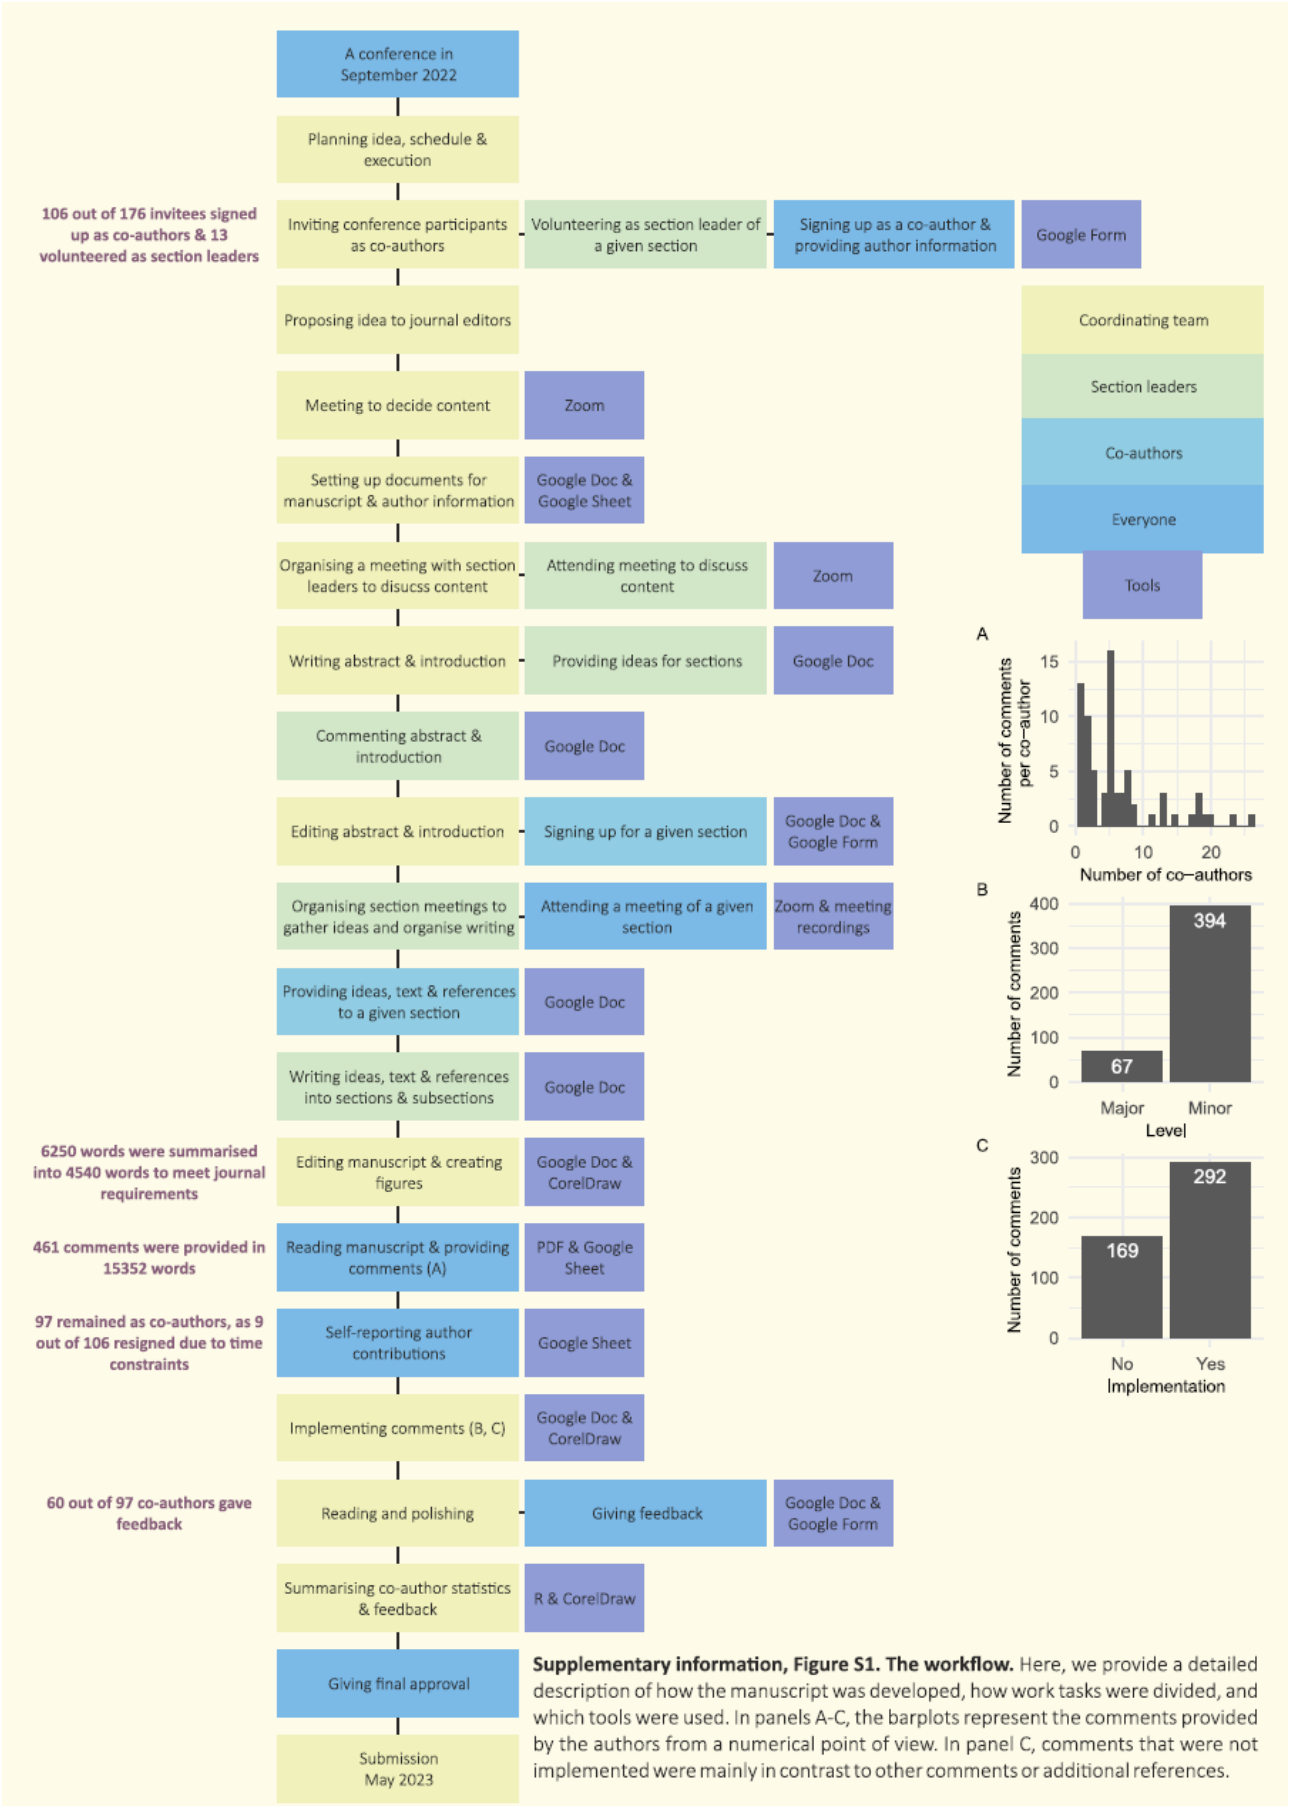 A conference in
September 2022
Planning idea, schedule &
execution
106 out of 176 invitees signed
up as co-authors & 13
volunteered as section leaders
Inviting conference participants
as co-authors
Volunteering as section leader of
a given section
Signing up as a co-author &
providing author information
Google Form
Proposing idea to journal editors
Coordinating team
Section leaders
Co-authors
Everyone
Tools
Meeting to decide content
Zoom
Setting up documents for
manuscript & author information
Google Doc &
Google Sheet
Organising a meeting with section
leaders to disucss content
Attending meeting to discuss
content
Zoom
Writing abstract & introduction
Providing ideas for sections
Google Doc
Commenting abstract &
introduction
Google Doc
Editing abstract & introduction
Signing up for a given section
Google Doc &
Google Form
Organising section meetings to
gather ideas and organise writing
Attending a meeting of a given
section
Zoom & meeting
recordings
Providing ideas, text & references
to a given section
Google Doc
Writing ideas, text & references
into sections & subsections
Google Doc
6250 words were summarised
into 4540 words to meet journal
requirements
Editing manuscript & creating
figures
Google Doc &
CorelDraw
461 comments were provided in
15352 words
Reading manuscript & providing
comments (A)
PDF & Google
Sheet
97 remained as co-authors, as 9
out of 106 resigned due to time
constraints
Self-reporting author
contributions
Google Sheet
Implementing comments (B, C)
Google Doc &
CorelDraw
60 out of 97 co-authors gave
feedback
Reading and polishing
Giving feedback
Google Doc &
Google Form
Summarising co-author statistics
& feedback
R & CorelDraw
Giving final approval
Submission
May 2023
A
Number of comments
per co-author
15
10
5
0
0 10 20
Number of co-authors
B
Number of comments
400
300
200
100
0
67
394
Major Minor
Level
C
Number of comments
300
200
100
0
169
292
No Yes
Implementation
Supplementary information, Figure S1. The workflow. Here, we provide a detailed
description of how the manuscript was developed, how work tasks were divided, and
which tools were used. In panels A-C, the barplots represent the comments provided
by the authors from a numerical point of view. In panel C, comments that were not
implemented were mainly in contrast to other comments or additional references.